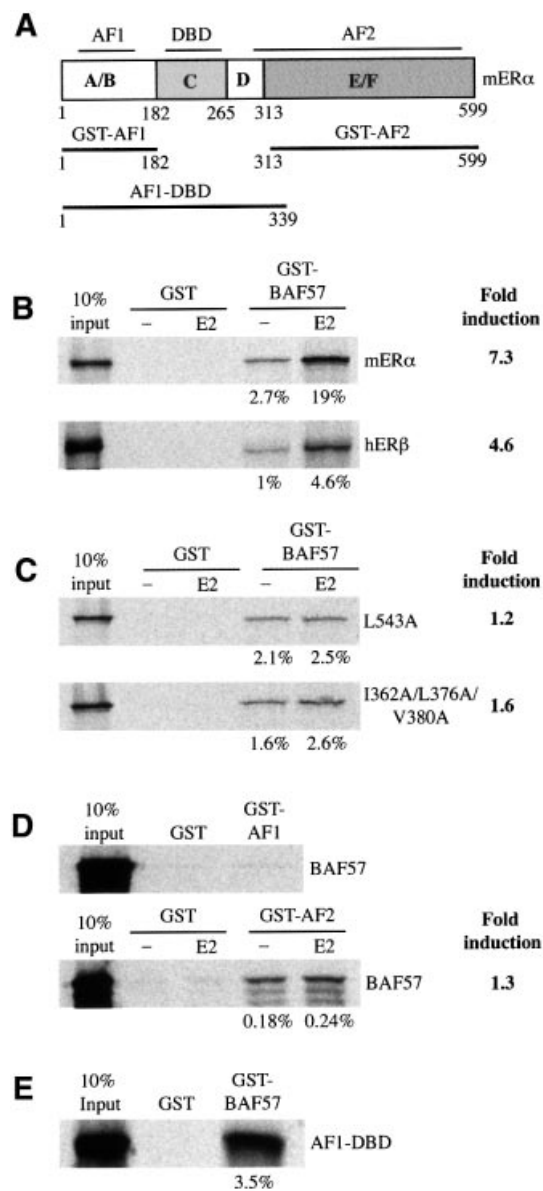 A
AF1 DBD AF2
A/B C D E/F mERα
1 182 265 313 599
GST-AF1 GST-AF2
1 182 313 599
AF1-DBD
1 339
B
10% input GST GST-BAF57 Fold induction
– E2 – E2
mERα 7.3
2.7% 19%
hERβ 4.6
1% 4.6%
C
10% input GST GST-BAF57 Fold induction
– E2 – E2
L543A 1.2
2.1% 2.5%
I362A/L376A/
V380A 1.6
1.6% 2.6%
D
10% input GST GST-AF1
BAF57
10% input GST GST-AF2 Fold induction
– E2 – E2
BAF57 1.3
0.18% 0.24%
E
10% Input GST GST-BAF57
AF1-DBD
3.5%